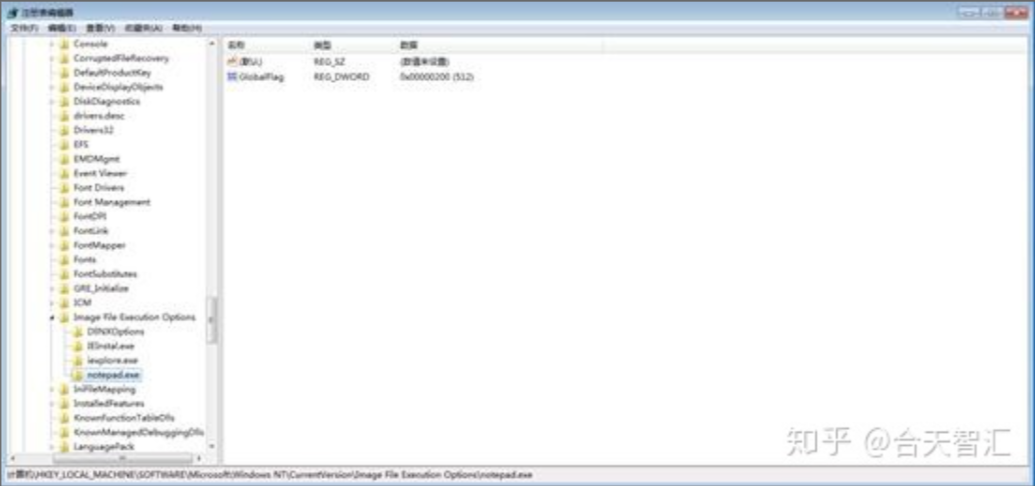 注册表编辑器
文件(F) 编辑(E) 查看(V) 收藏夹(A) 帮助(H)
Console
CorruptedFileRecovery
DefaultProductKey
DeviceDisplayObjects
DiskDiagnostics
drivers.desc
Drivers32
EFS
EMDMgmt
Event Viewer
Font Drivers
Font Management
FontDPI
FontLink
FontMapper
Fonts
FontSubstitutes
GRE_Initialize
ICM
Image File Execution Options
DllNXOptions
IEInstal.exe
iexplore.exe
notepad.exe
IniFileMapping
InstalledFeatures
KnownFunctionTableDlls
KnownManagedDebuggingDlls
LanguagePack
名称 类型 数据
(默认) REG_SZ (数值未设置)
GlobalFlag REG_DWORD 0x00000200 (512)
知乎 @台天智汇
计算机\HKEY_LOCAL_MACHINE\SOFTWARE\Microsoft\Windows NT\CurrentVersion\Image File Execution Options\notepad.exe